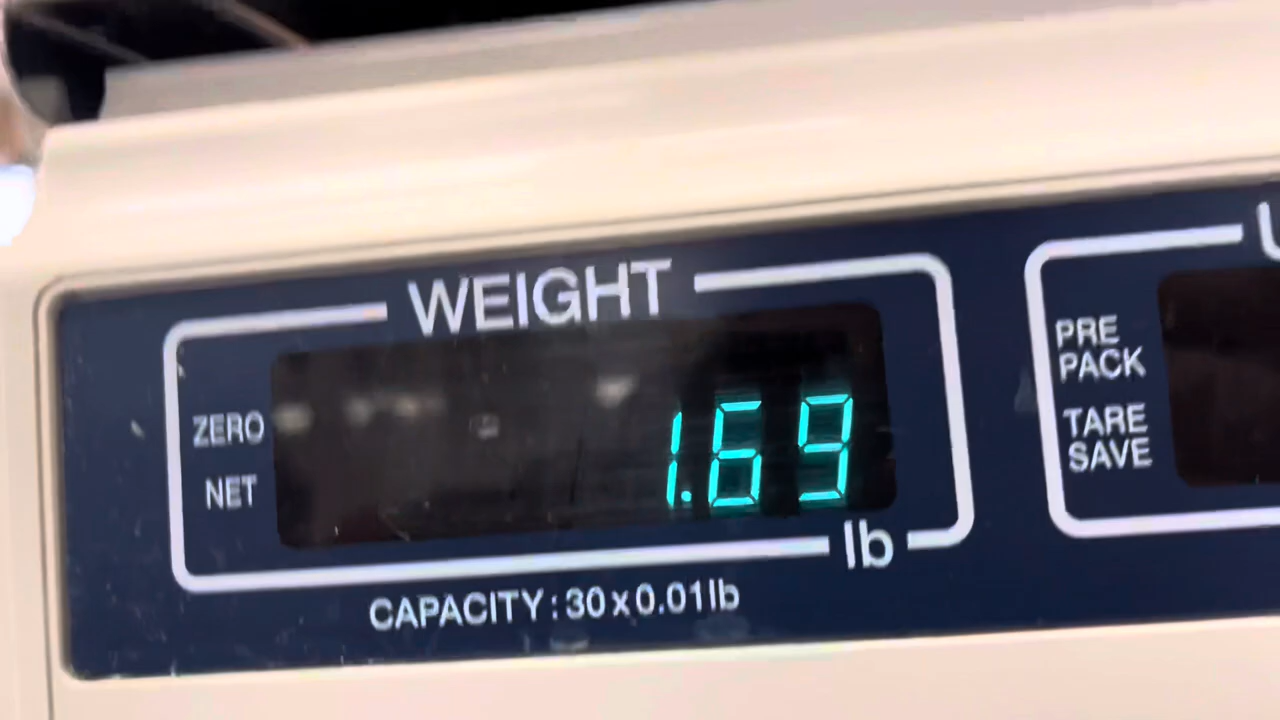 WEIGHT
ZERO
NET
1.69
lb
CAPACITY : 30 x 0.01 lb
PRE
PACK
TARE
SAVE